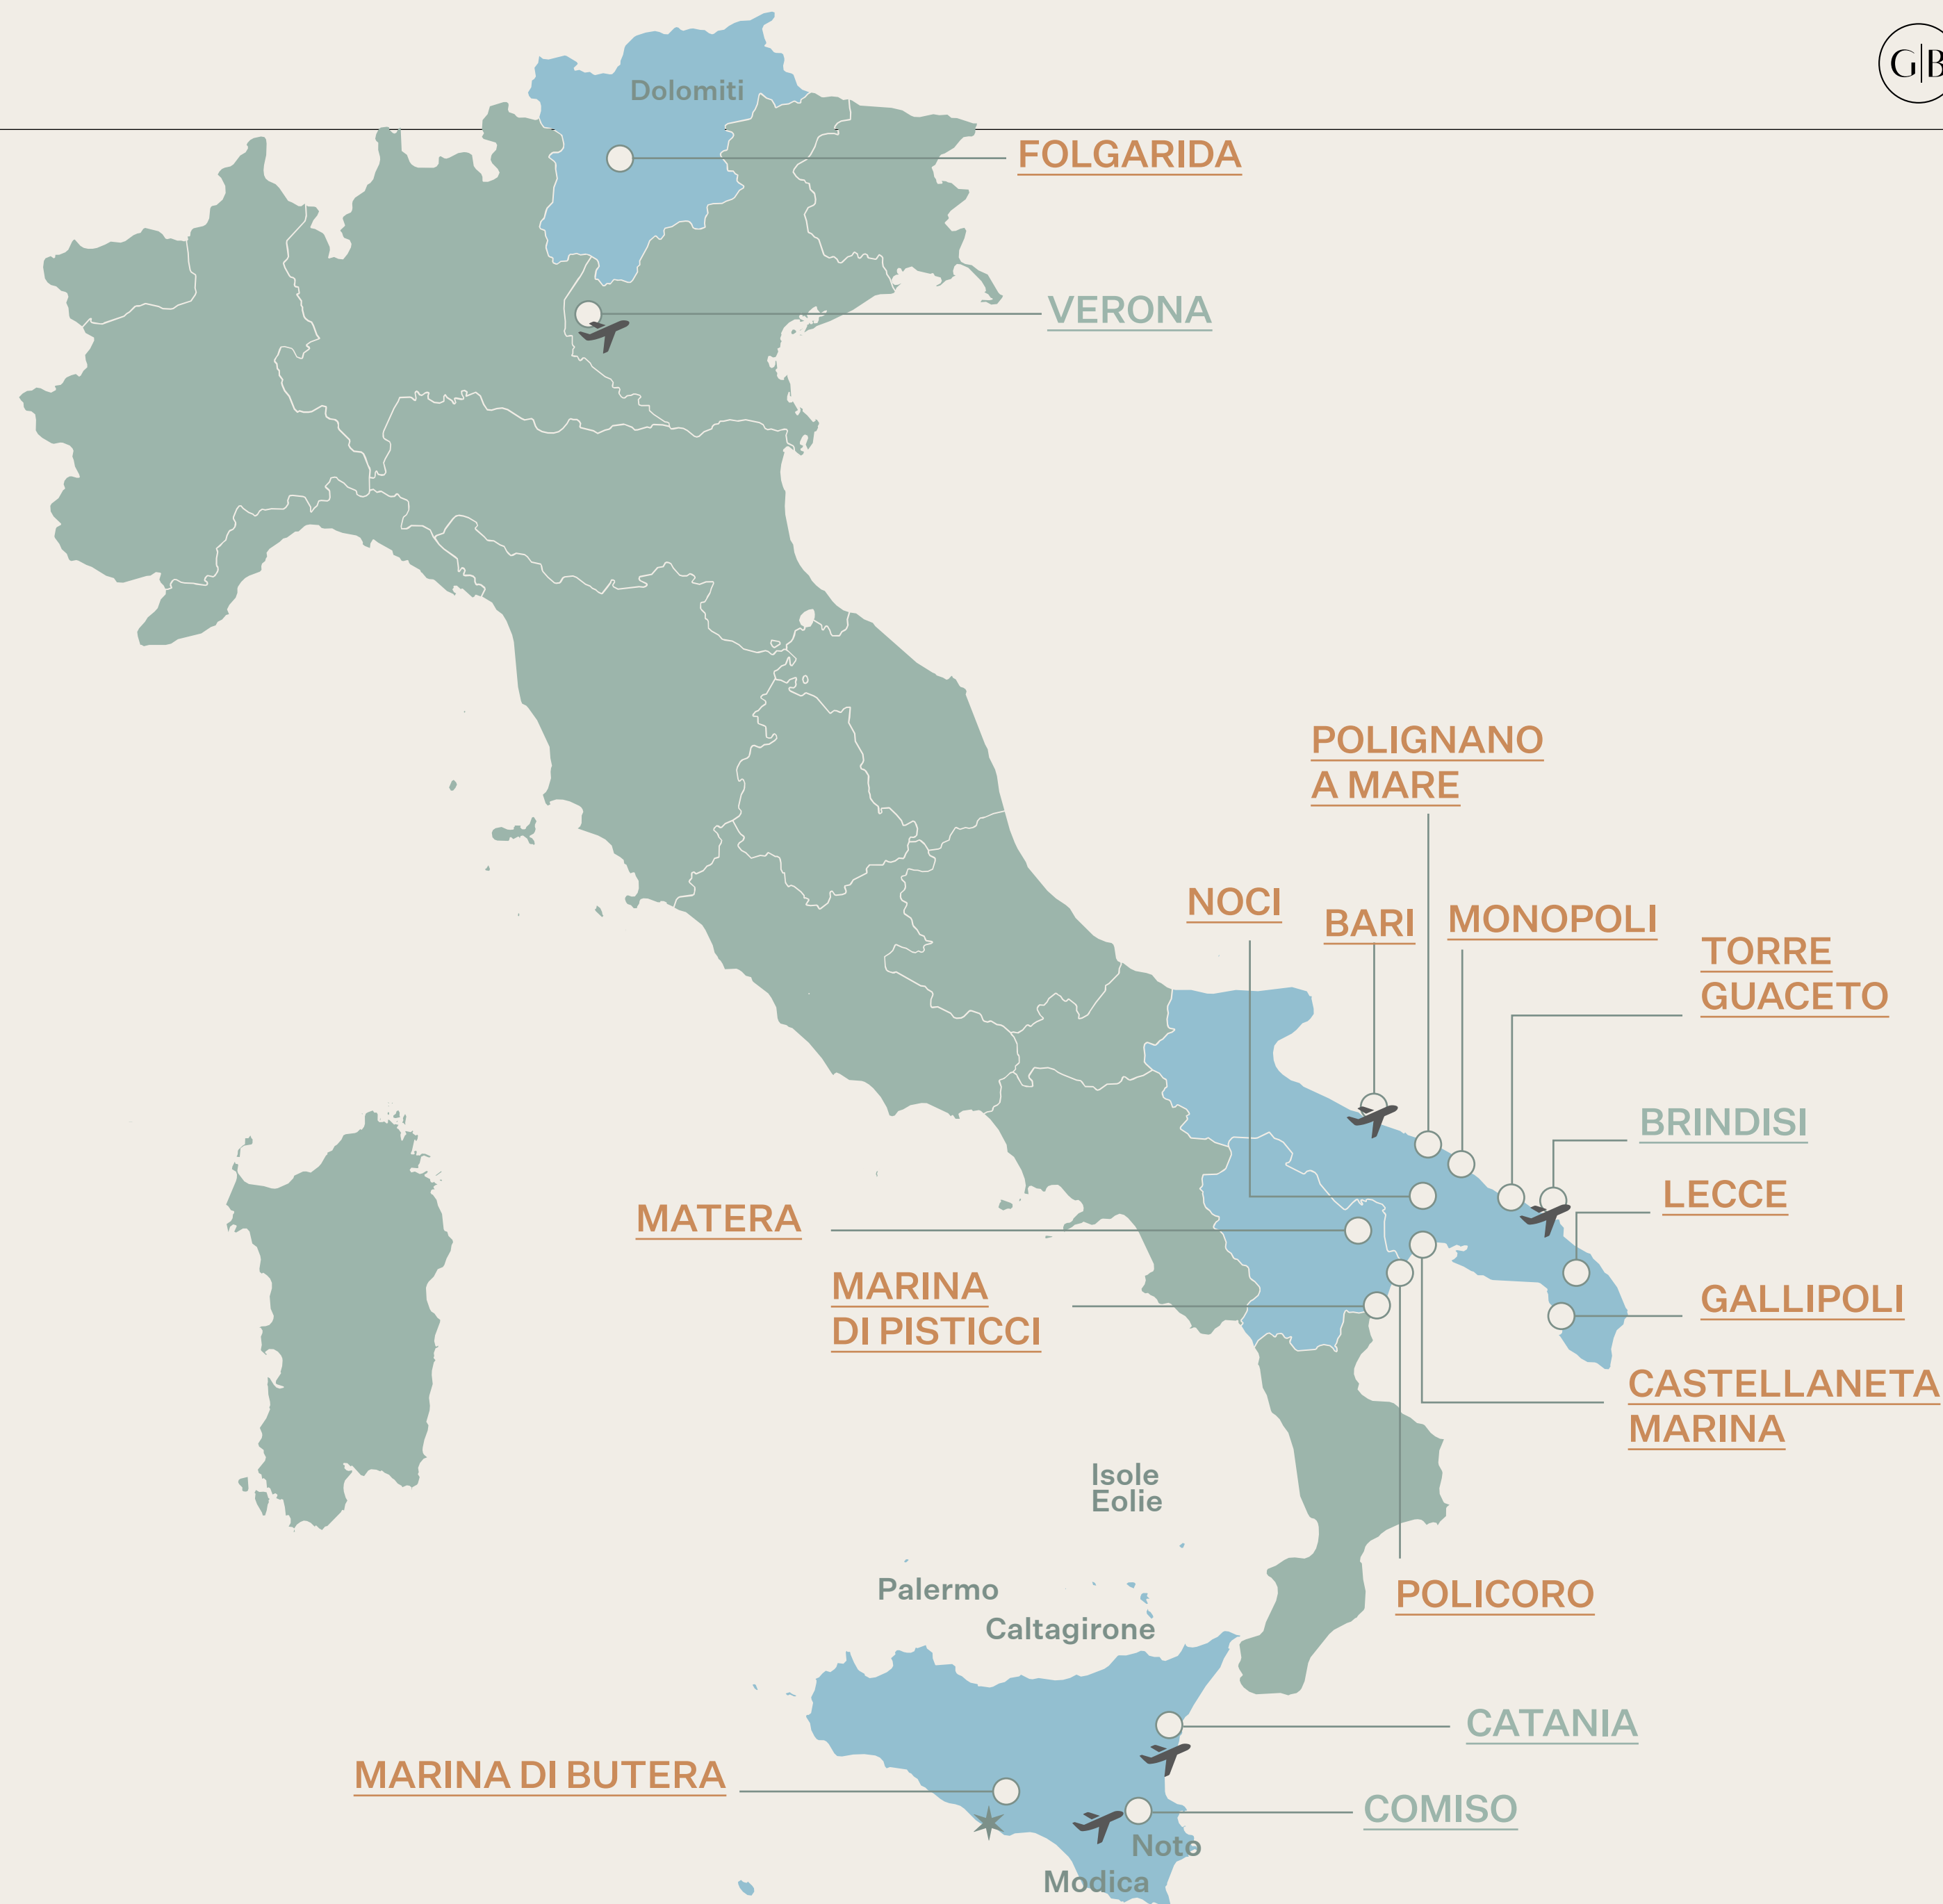 G|B
Dolomiti
FOLGARIDA
VERONA
POLIGNANO
A MARE
NOCI
BARI
MONOPOLI
TORRE
GUACETO
BRINDISI
LECCE
MATERA
MARINA
DI PISTICCI
GALLIPOLI
CASTELLANETA
MARINA
Isole
Eolie
Palermo
Caltagirone
POLICORO
CATANIA
MARINA DI BUTERA
COMISO
Noto
Modica